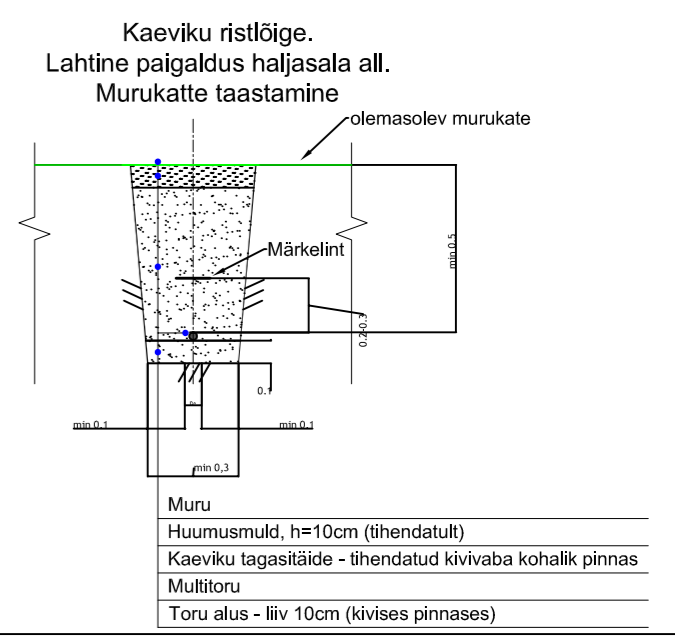 Kaeviku ristlõige.
Lahtine paigaldus haljasala all.
Murukatte taastamine
olemasolev murukate
min 0.5
Märkelint
0.2-0.3
0.1
min 0.1
min 0.1
min 0,3
Muru
Huumusmuld, h=10cm (tihendatult)
Kaeviku tagasitäide - tihendatud kivivaba kohalik pinnas
Multitoru
Toru alus - liiv 10cm (kivises pinnases)